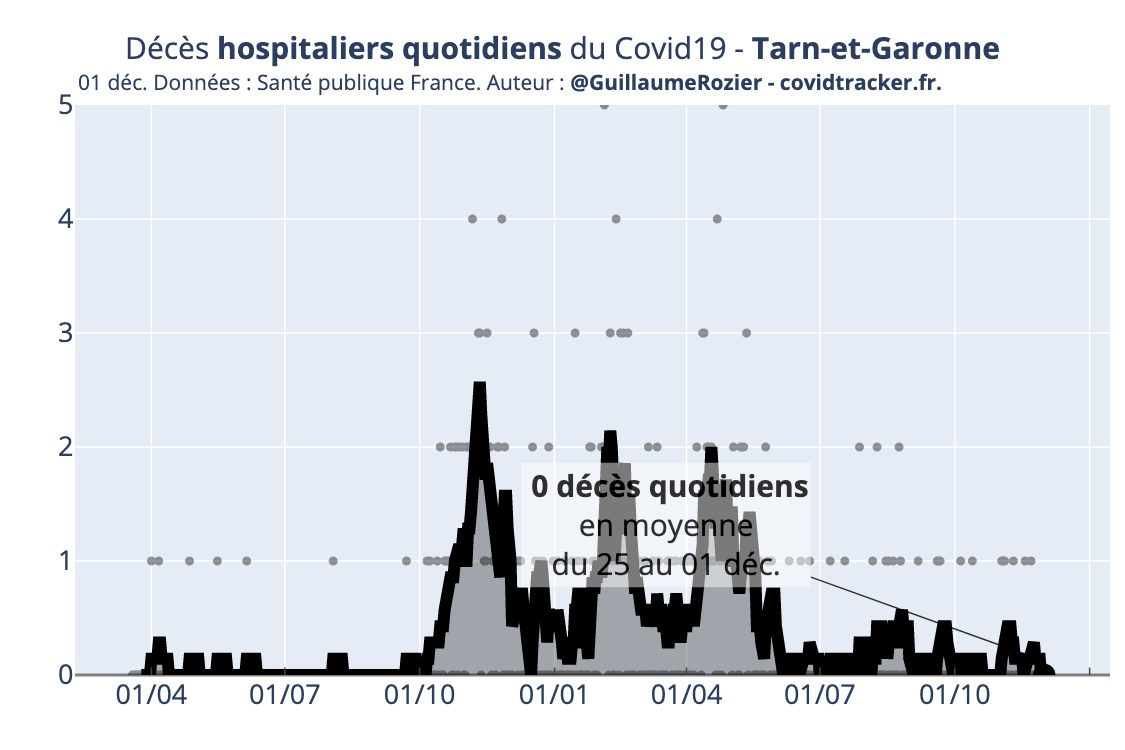 Décès hospitaliers quotidiens du Covid19 - Tarn-et-Garonne
01 déc. Données : Santé publique France. Auteur : @GuillaumeRozier - covidtracker.fr.
5
4
3
2
1
0
0 décès quotidiens
en moyenne
du 25 au 01 déc.
01/04 01/07 01/10 01/01 01/04 01/07 01/10